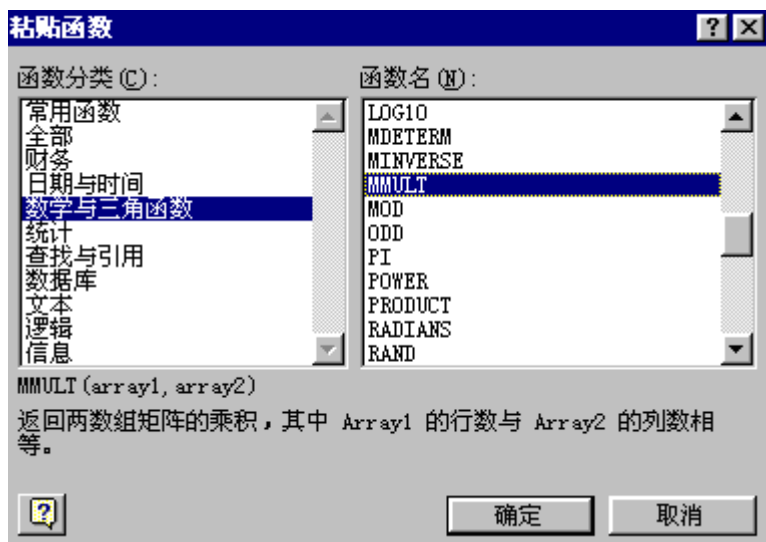 粘贴函数
函数分类(C):
函数名(N):
常用函数
全部
财务
日期与时间
数学与三角函数
统计
查找与引用
数据库
文本
逻辑
信息
LOG10
MDETERM
MINVERSE
MMULT
MOD
ODD
PI
POWER
PRODUCT
RADIANS
RAND
MMULT(array1,array2)
返回两数组矩阵的乘积,其中 Array1 的行数与 Array2 的列数相
等。
确定
取消